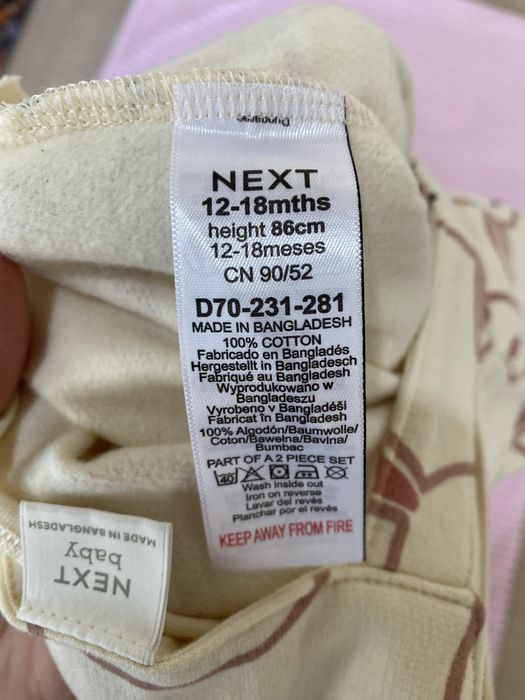 Dungarees
NEXT
12-18mths
height 86cm
12-18meses
CN 90/52
D70-231-281
MADE IN BANGLADESH
100% COTTON
Fabricado en Bangladés
Hergestellt in Bangladesch
Fabriqué au Bangladesh
Wyprodukowano w
Bangladeszu
Vyrobeno v Bangladéši
Fabricat în Bangladesh
100% Algodón/Baumwolle/
Coton/Bawełna/Bavlna/
Bumbac
PART OF A 2 PIECE SET
40
Wash inside out
Iron on reverse
Lavar del revés
Planchar por el revés
KEEP AWAY FROM FIRE
NEXT
baby
MADE IN BANGLADESH